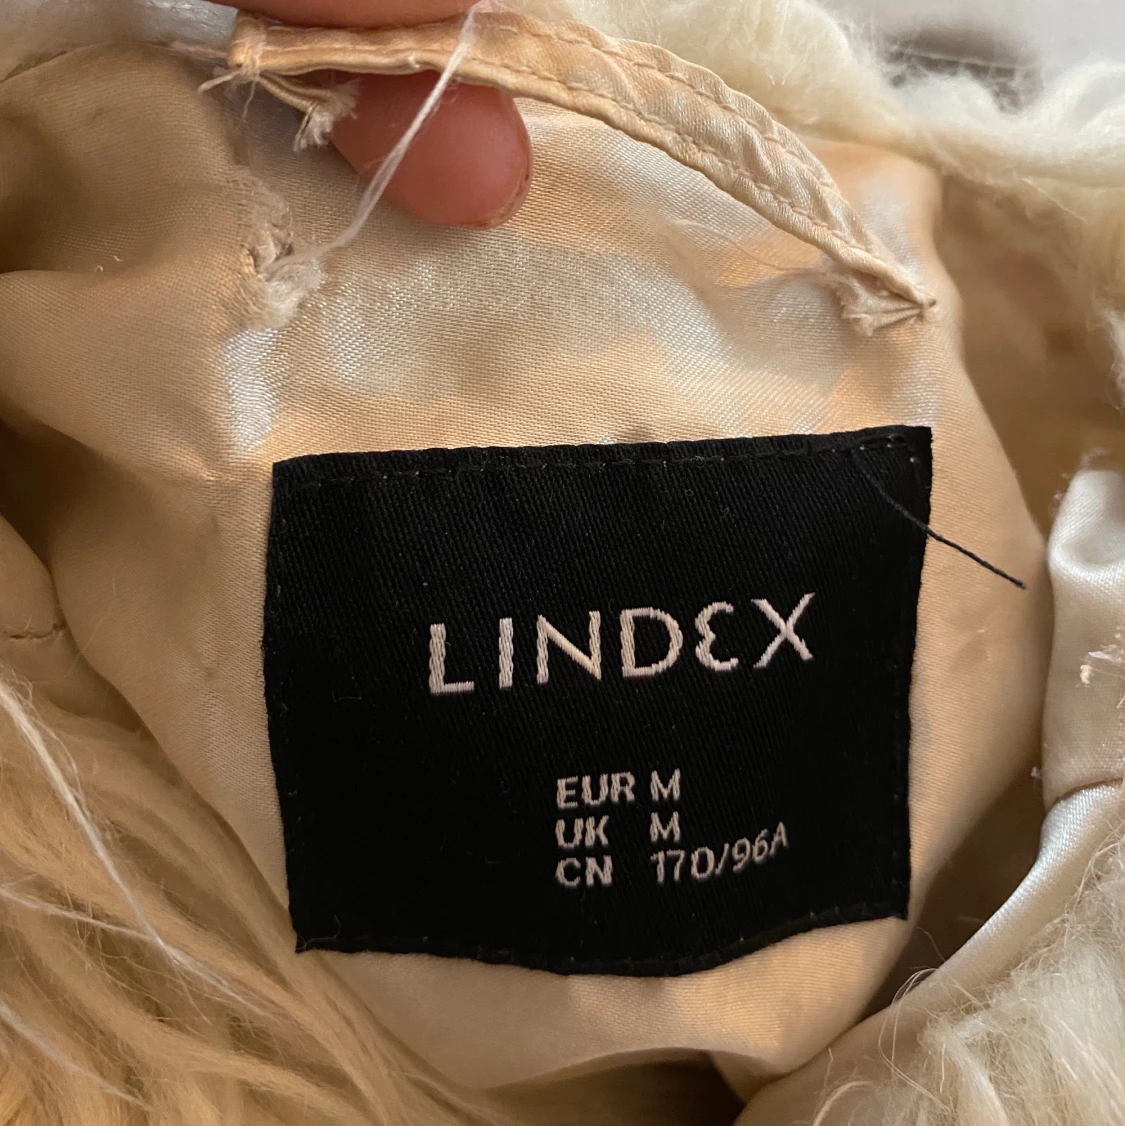 LINDEX
EUR M
UK M
CN 170/96A